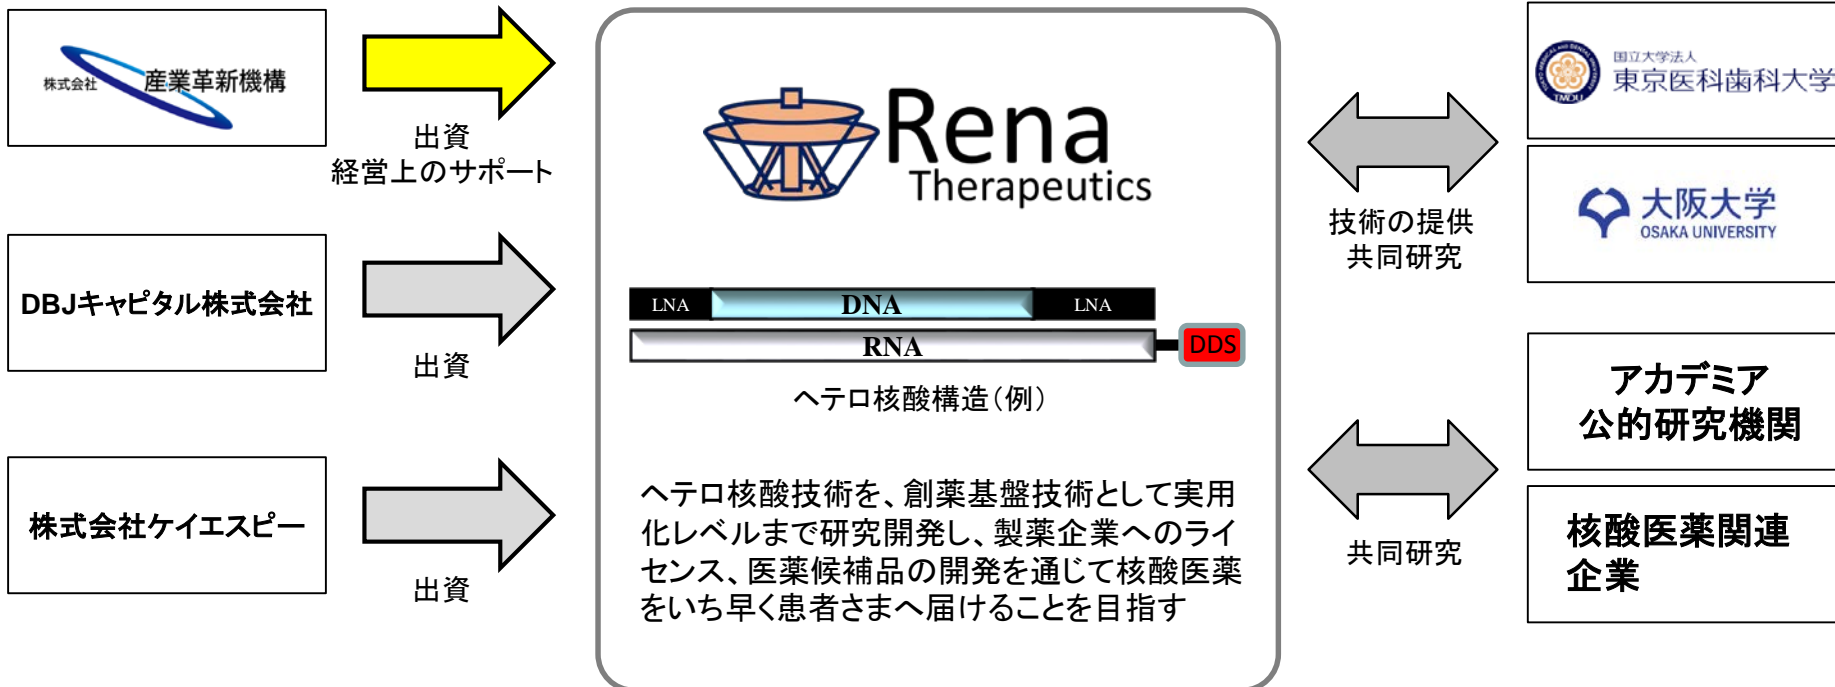 株式会社 産業革新機構
出資
経営上のサポート
DBJキャピタル株式会社
出資
株式会社ケイエスピー
出資
Rena
Therapeutics
LNA DNA LNA
RNA DDS
ヘテロ核酸構造（例）
ヘテロ核酸技術を、創薬基盤技術として実用
化レベルまで研究開発し、製薬企業へのライ
センス、医薬候補品の開発を通じて核酸医薬
をいち早く患者さまへ届けることを目指す
技術の提供
共同研究
共同研究
TOKYO MEDICAL AND DENTAL UNIVERSITY
TMDU
国立大学法人
東京医科歯科大学
大阪大学
OSAKA UNIVERSITY
アカデミア
公的研究機関
核酸医薬関連
企業